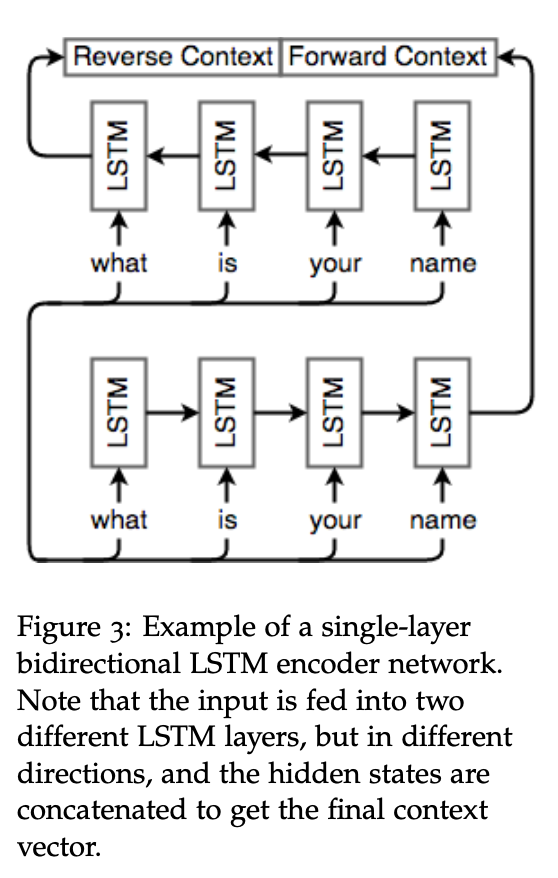 Reverse Context Forward Context
LSTM LSTM LSTM LSTM
what is your name
LSTM LSTM LSTM LSTM
what is your name
Figure 3: Example of a single-layer
bidirectional LSTM encoder network.
Note that the input is fed into two
different LSTM layers, but in different
directions, and the hidden states are
concatenated to get the final context
vector.